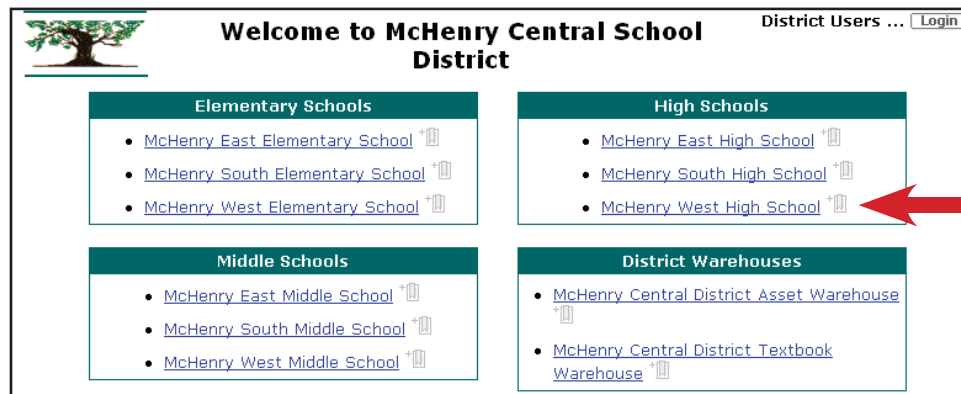 Welcome to McHenry Central School
District
District Users ... Login
Elementary Schools
McHenry East Elementary School
McHenry South Elementary School
McHenry West Elementary School
High Schools
McHenry East High School
McHenry South High School
McHenry West High School
Middle Schools
McHenry East Middle School
McHenry South Middle School
McHenry West Middle School
District Warehouses
McHenry Central District Asset Warehouse
McHenry Central District Textbook
Warehouse